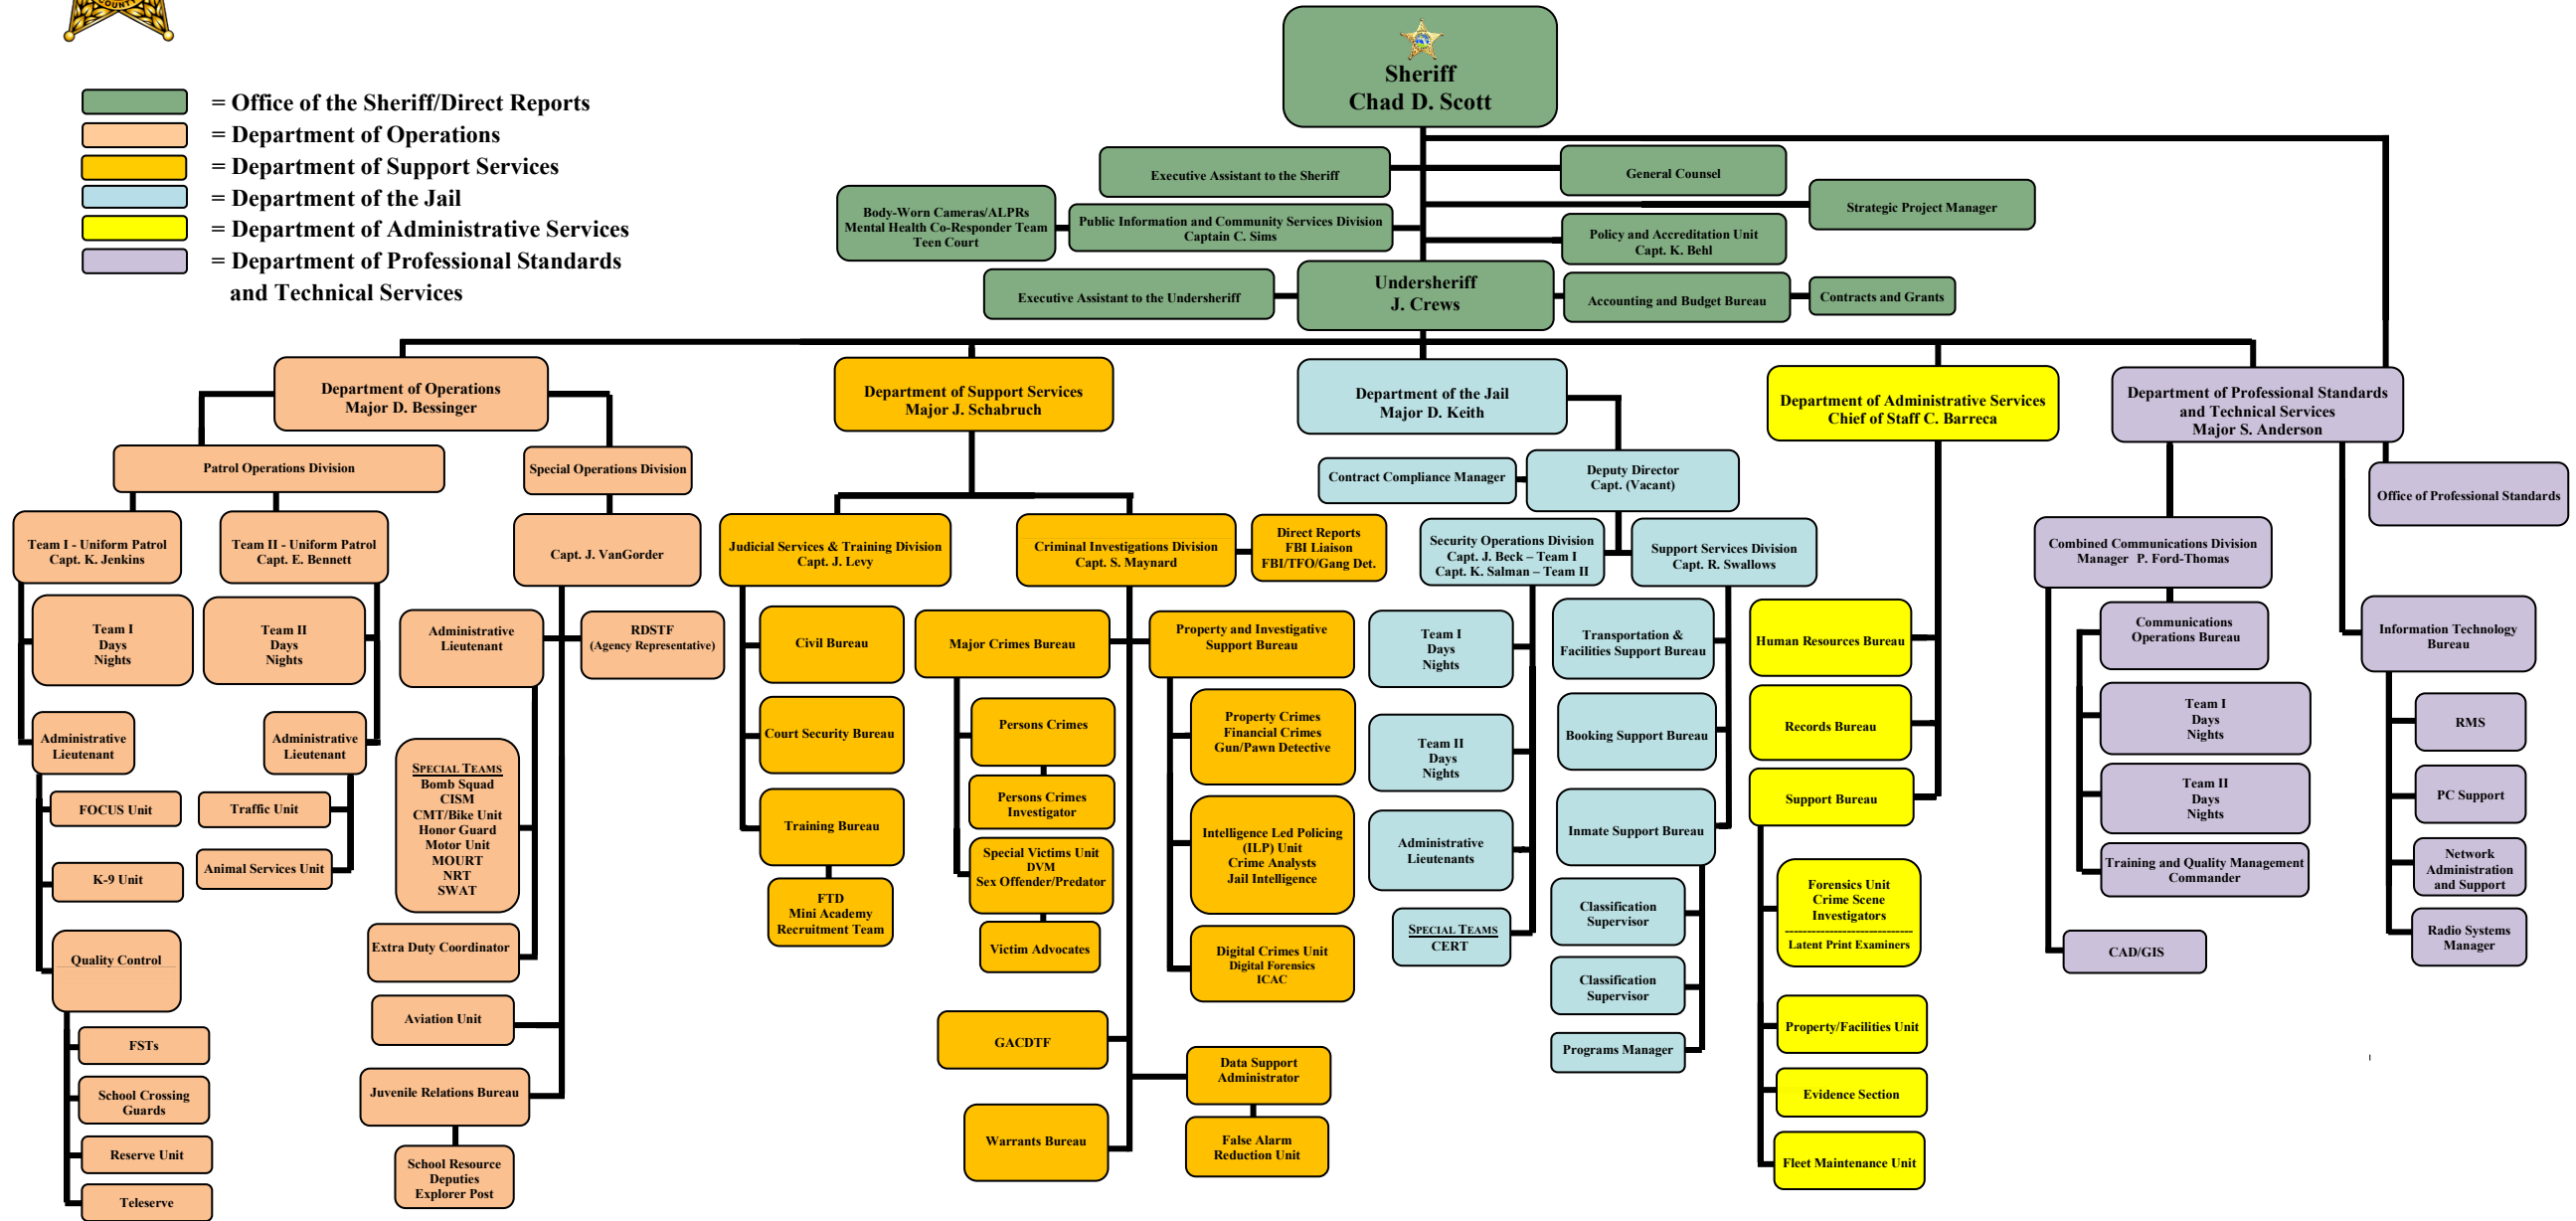 COUNTY
= Office of the Sheriff/Direct Reports
= Department of Operations
= Department of Support Services
= Department of the Jail
= Department of Administrative Services
= Department of Professional Standards
and Technical Services
Sheriff
Chad D. Scott
Executive Assistant to the Sheriff
General Counsel
Strategic Project Manager
Body-Worn Cameras/ALPRs
Mental Health Co-Responder Team
Teen Court
Public Information and Community Services Division
Captain C. Sims
Policy and Accreditation Unit
Capt. K. Behl
Executive Assistant to the Undersheriff
Undersheriff
J. Crews
Accounting and Budget Bureau
Contracts and Grants
Department of Operations
Major D. Bessinger
Patrol Operations Division
Special Operations Division
Team I - Uniform Patrol
Capt. K. Jenkins
Team II - Uniform Patrol
Capt. E. Bennett
Capt. J. VanGorder
Team I
Days
Nights
Team II
Days
Nights
Administrative
Lieutenant
RDSTF
(Agency Representative)
Administrative
Lieutenant
Administrative
Lieutenant
FOCUS Unit
K-9 Unit
Quality Control
FSTs
School Crossing
Guards
Reserve Unit
Teleserve
Traffic Unit
Animal Services Unit
SPECIAL TEAMS
Bomb Squad
CISM
CMT/Bike Unit
Honor Guard
Motor Unit
MOURT
NRT
SWAT
Extra Duty Coordinator
Aviation Unit
Juvenile Relations Bureau
School Resource
Deputies
Explorer Post
Department of Support Services
Major J. Schabruch
Judicial Services & Training Division
Capt. J. Levy
Criminal Investigations Division
Capt. S. Maynard
Direct Reports
FBI Liaison
FBI/TFO/Gang Det.
Civil Bureau
Court Security Bureau
Training Bureau
FTD
Mini Academy
Recruitment Team
Major Crimes Bureau
Persons Crimes
Persons Crimes
Investigator
Special Victims Unit
DVM
Sex Offender/Predator
Victim Advocates
Property and Investigative
Support Bureau
Property Crimes
Financial Crimes
Gun/Pawn Detective
Intelligence Led Policing
(ILP) Unit
Crime Analysts
Jail Intelligence
Digital Crimes Unit
Digital Forensics
ICAC
GACDTF
Data Support
Administrator
Warrants Bureau
False Alarm
Reduction Unit
Department of the Jail
Major D. Keith
Contract Compliance Manager
Deputy Director
Capt. (Vacant)
Security Operations Division
Capt. J. Beck – Team I
Capt. K. Salman – Team II
Support Services Division
Capt. R. Swallows
Team I
Days
Nights
Team II
Days
Nights
Administrative
Lieutenants
SPECIAL TEAMS
CERT
Transportation &
Facilities Support Bureau
Booking Support Bureau
Inmate Support Bureau
Classification
Supervisor
Classification
Supervisor
Programs Manager
Department of Administrative Services
Chief of Staff C. Barreca
Human Resources Bureau
Records Bureau
Support Bureau
Forensics Unit
Crime Scene
Investigators
Latent Print Examiners
Property/Facilities Unit
Evidence Section
Fleet Maintenance Unit
Department of Professional Standards
and Technical Services
Major S. Anderson
Office of Professional Standards
Combined Communications Division
Manager P. Ford-Thomas
Communications
Operations Bureau
Team I
Days
Nights
Team II
Days
Nights
Training and Quality Management
Commander
CAD/GIS
Information Technology
Bureau
RMS
PC Support
Network
Administration
and Support
Radio Systems
Manager